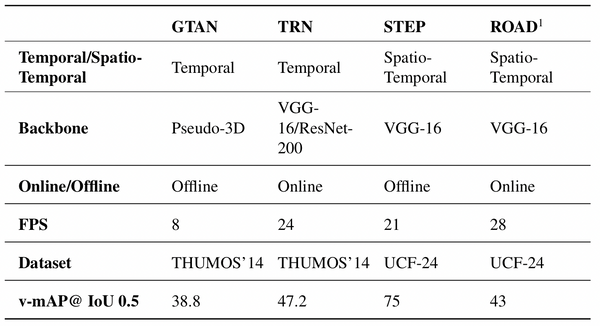 GTAN TRN STEP ROAD¹
Temporal/Spatio-Temporal Temporal Temporal Spatio-Temporal Spatio-Temporal
Backbone Pseudo-3D VGG-16/ResNet-200 VGG-16 VGG-16
Online/Offline Offline Online Offline Online
FPS 8 24 21 28
Dataset THUMOS’14 THUMOS’14 UCF-24 UCF-24
v-mAP@ IoU 0.5 38.8 47.2 75 43